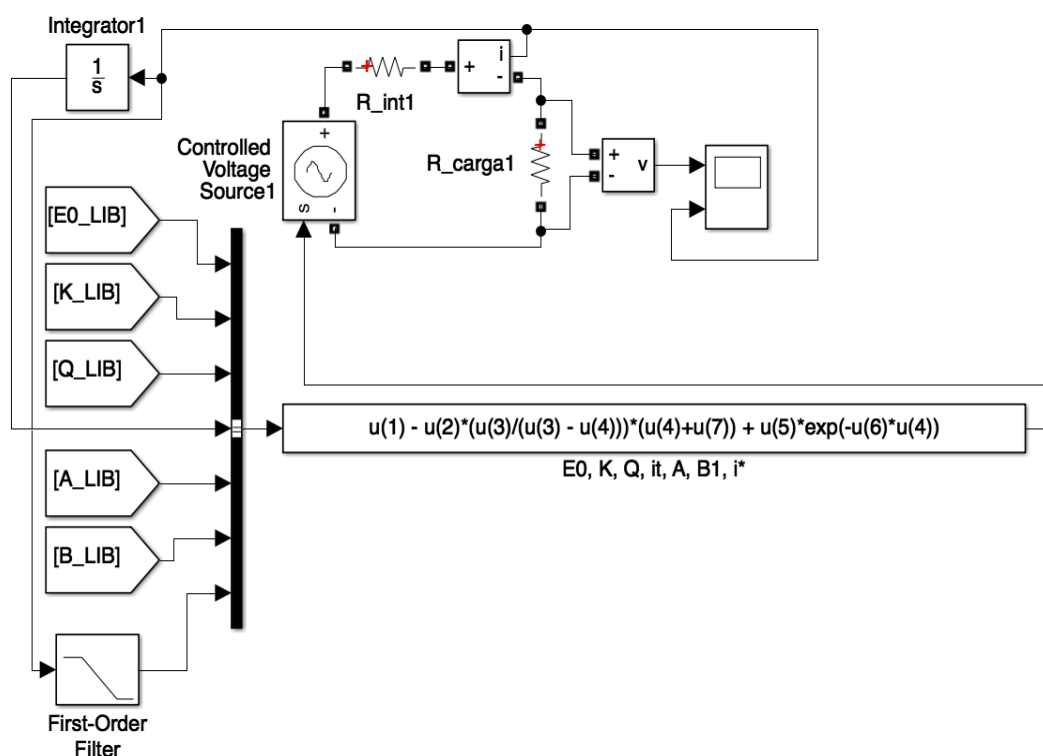 Integrator1
1
s
i
+
-
R_int1
+
Controlled
Voltage
Source1
s
-
R_carga1
+
-
v
[E0_LIB]
[K_LIB]
[Q_LIB]
u(1) - u(2)*(u(3)/(u(3) - u(4)))*(u(4)+u(7)) + u(5)*exp(-u(6)*u(4))
E0, K, Q, it, A, B1, i*
[A_LIB]
[B_LIB]
First-Order
Filter